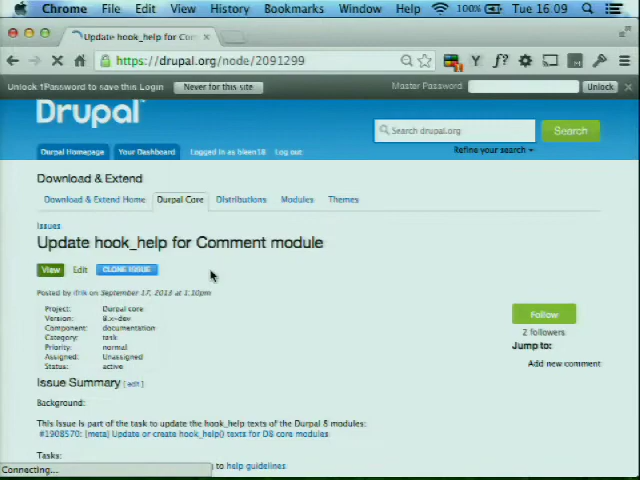 Chrome File Edit View History Bookmarks Window Help 100% Tue 16:09
Update hook_help for Com ×
https://drupal.org/node/2091299
Unlock 1Password to save this Login Never for this site Master Password Unlock
Drupal
Search drupal.org Search
Refine your search
Durpal Homepage Your Dashboard Logged in as bleen18 Log out
Download & Extend
Download & Extend Home Durpal Core Distributions Modules Themes
Issues
Update hook_help for Comment module
View Edit CLONE ISSUE
Posted by ifrik on September 17, 2013 at 1:10pm
Project: Durpal core
Version: 8.x-dev
Component: documentation
Category: task
Priority: normal
Assigned: Unassigned
Status: active
Follow
2 followers
Jump to:
Add new comment
Issue Summary [edit]
Background:
This issue is part of the task to update the hook_help texts of the Durpal 8 modules:
#1908570: [meta] Update or create hook_help() texts for D8 core modules
Tasks:
to help guidelines
Connecting...